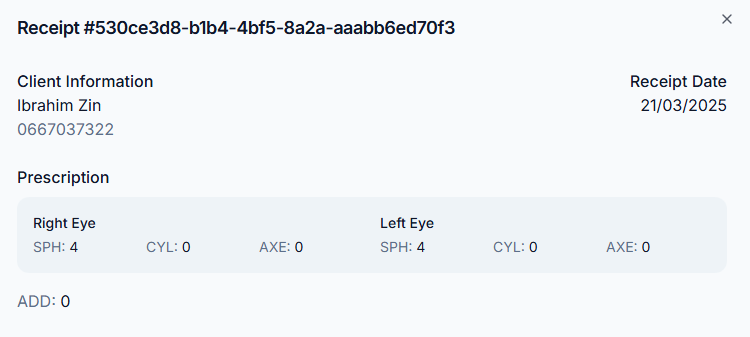 Receipt #530ce3d8-b1b4-4bf5-8a2a-aaabb6ed70f3
Client Information
Ibrahim Zin
0667037322
Receipt Date
21/03/2025
Prescription
Right Eye
SPH: 4 CYL: 0 AXE: 0
Left Eye
SPH: 4 CYL: 0 AXE: 0
ADD: 0